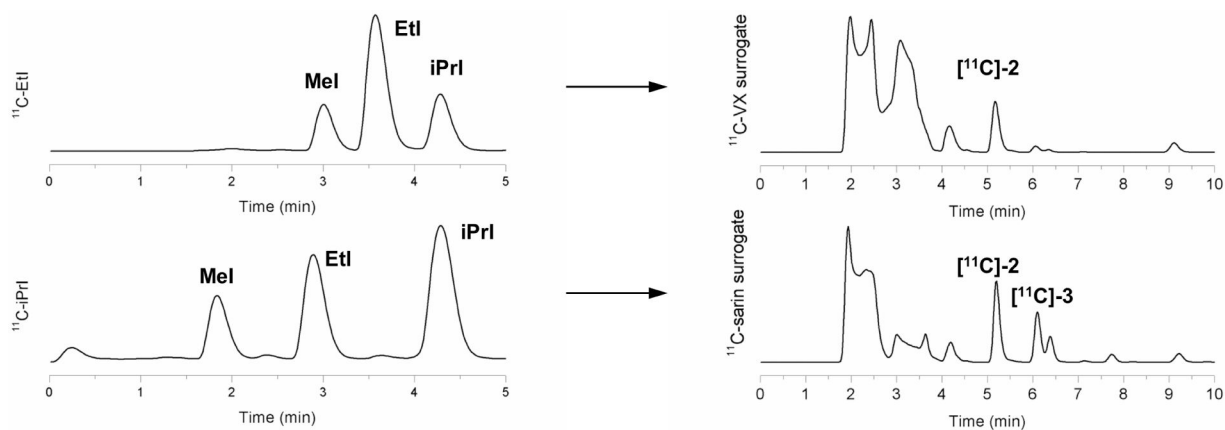 ¹¹C-EtI
MeI
EtI
iPrI
0 1 2 3 4 5
Time (min)
¹¹C-VX surrogate
[¹¹C]-2
0 1 2 3 4 5 6 7 8 9 10
Time (min)
¹¹C-iPrI
MeI
EtI
iPrI
0 1 2 3 4 5
Time (min)
¹¹C-sarin surrogate
[¹¹C]-2
[¹¹C]-3
0 1 2 3 4 5 6 7 8 9 10
Time (min)